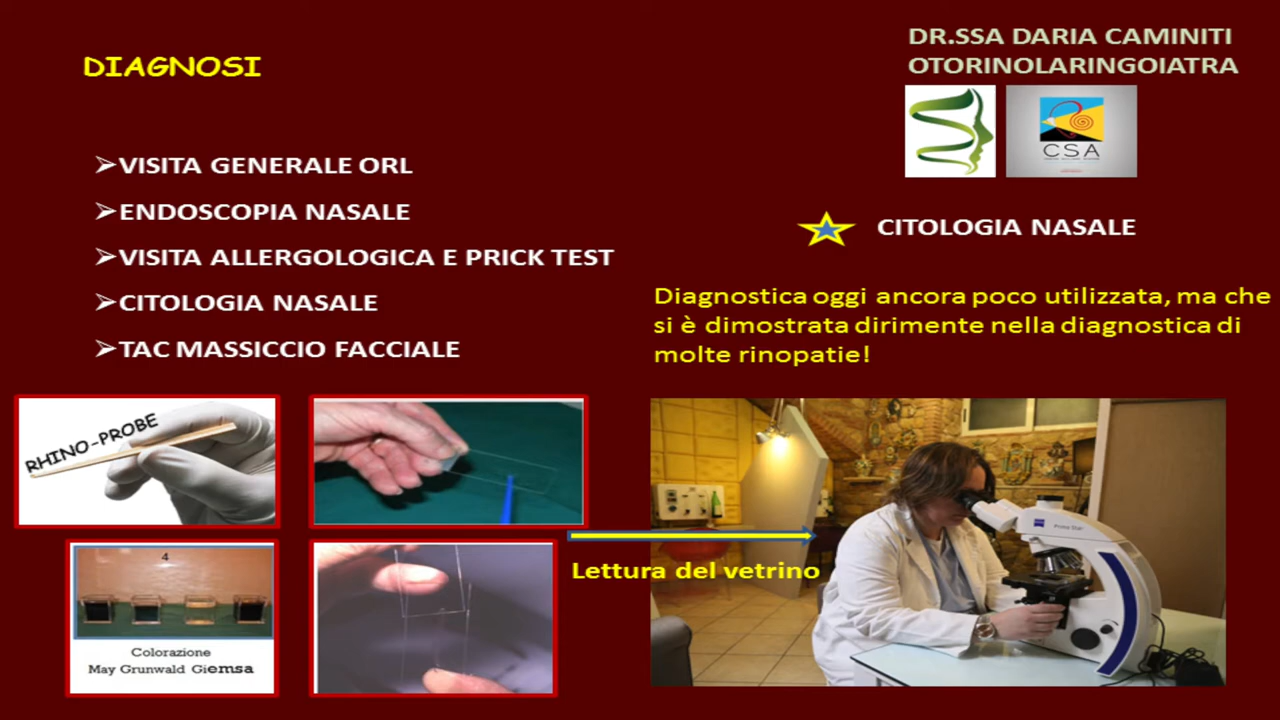 DIAGNOSI
DR.SSA DARIA CAMINITI
OTORINOLARINGOIATRA
CSA
➢VISITA GENERALE ORL
➢ENDOSCOPIA NASALE
➢VISITA ALLERGOLOGICA E PRICK TEST
➢CITOLOGIA NASALE
➢TAC MASSICCIO FACCIALE
CITOLOGIA NASALE
Diagnostica oggi ancora poco utilizzata, ma che
si è dimostrata dirimente nella diagnostica di
molte rinopatie!
RHINO-PROBE
4
Colorazione
May Grunwald Giemsa
Lettura del vetrino